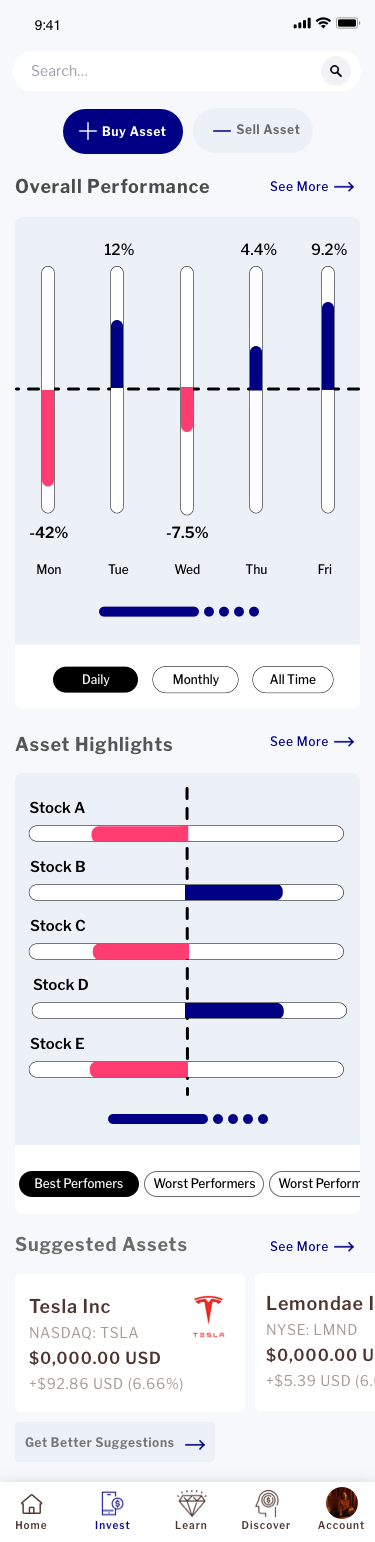 9:41
Search...
Buy Asset
Sell Asset
Overall Performance
See More
12%
4.4%
9.2%
-42%
-7.5%
Mon
Tue
Wed
Thu
Fri
Daily
Monthly
All Time
Asset Highlights
See More
Stock A
Stock B
Stock C
Stock D
Stock E
Best Perfomers
Worst Performers
Worst Perform
Suggested Assets
See More
Tesla Inc
TESLA
NASDAQ: TSLA
$0,000.00 USD
+$92.86 USD (6.66%)
Lemondae I
NYSE: LMND
$0,000.00 U
+$5.39 USD (6.
Get Better Suggestions
Home
Invest
Learn
Discover
Account